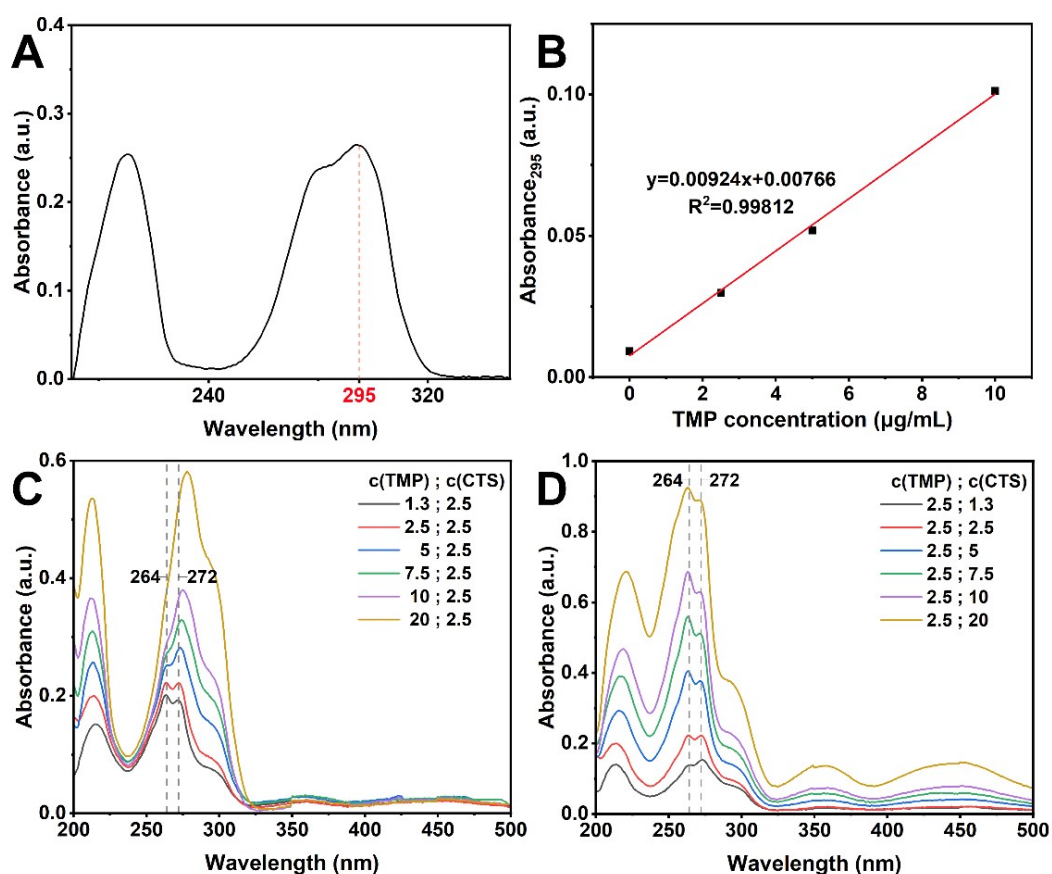 A
Absorbance (a.u.)
0.4
0.3
0.2
0.1
0.0
240
295
320
Wavelength (nm)
B
Absorbance₂₉₅ (a.u.)
0.10
0.05
0.00
y=0.00924x+0.00766
R²=0.99812
0
2
4
6
8
10
TMP concentration (µg/mL)
C
Absorbance (a.u.)
0.6
0.4
0.2
0.0
264
272
c(TMP) ; c(CTS)
1.3 ; 2.5
2.5 ; 2.5
5 ; 2.5
7.5 ; 2.5
10 ; 2.5
20 ; 2.5
200
250
300
350
400
450
500
Wavelength (nm)
D
Absorbance (a.u.)
1.0
0.8
0.6
0.4
0.2
0.0
264
272
c(TMP) ; c(CTS)
2.5 ; 1.3
2.5 ; 2.5
2.5 ; 5
2.5 ; 7.5
2.5 ; 10
2.5 ; 20
200
250
300
350
400
450
500
Wavelength (nm)